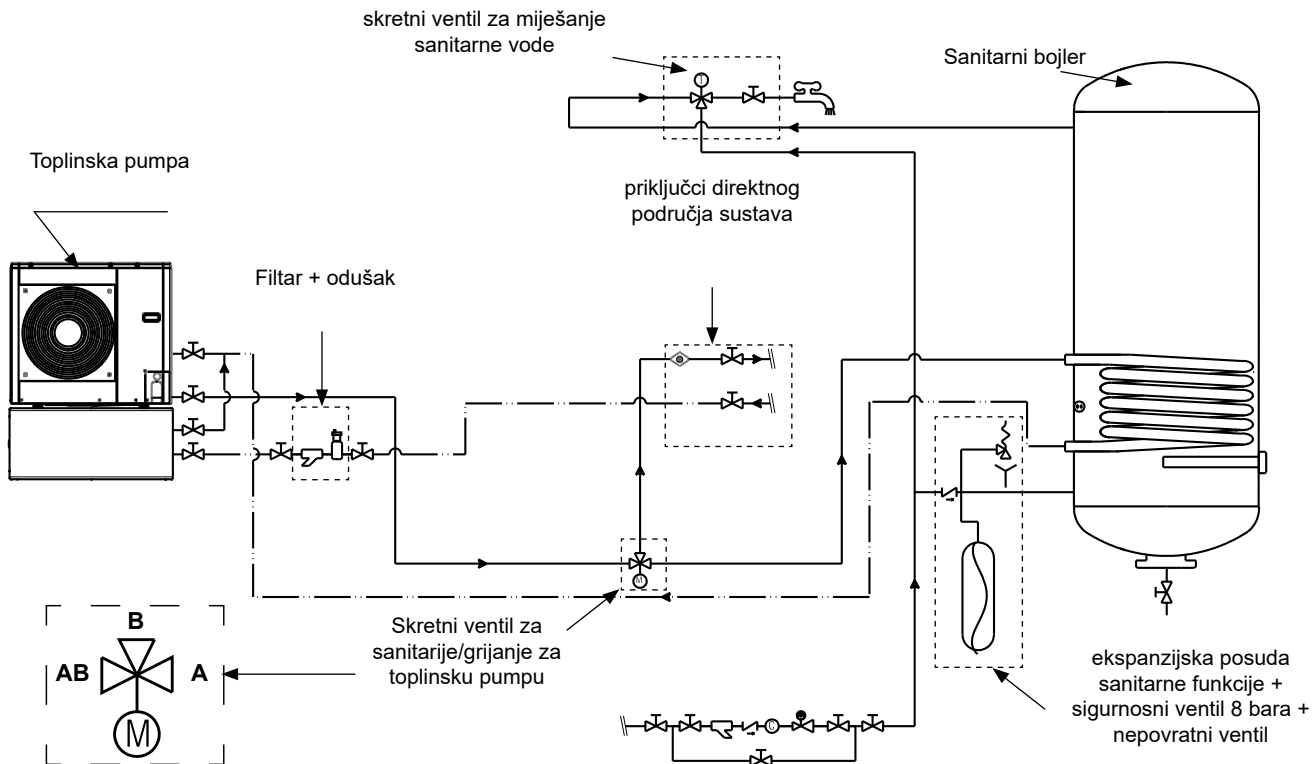 skretni ventil za miješanje
sanitarne vode
Sanitarni bojler
T
Toplinska pumpa
priključci direktnog
područja sustava
Filtar + odušak
M
Skretni ventil za
sanitarije/grijanje za
toplinsku pumpu
B
AB
A
M
ekspanzijska posuda
sanitarne funkcije +
sigurnosni ventil 8 bara +
nepovratni ventil
C